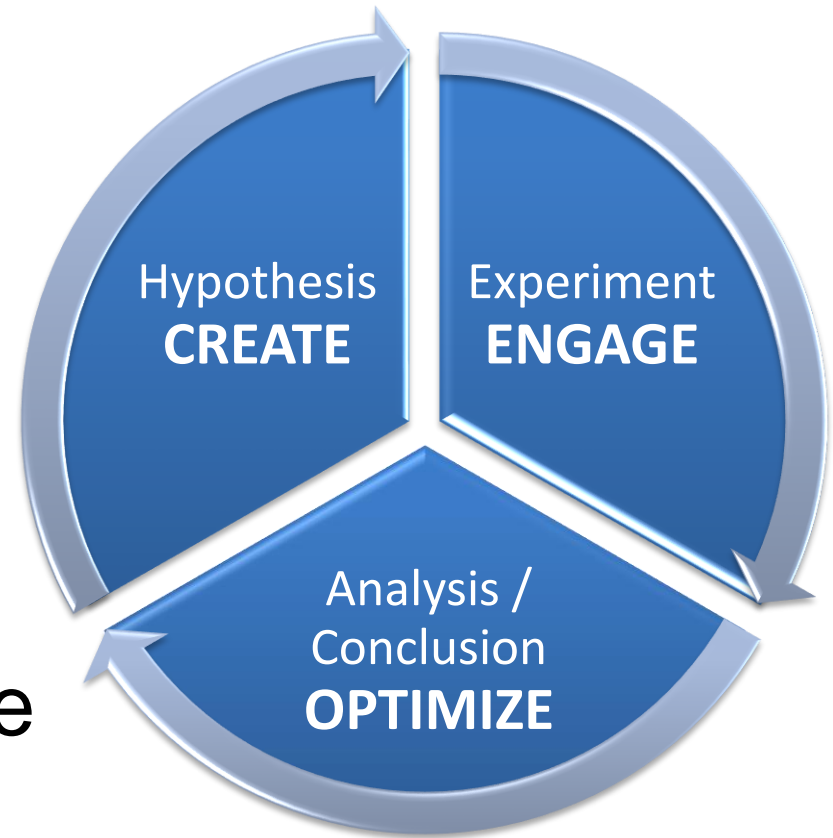 Hypothesis
CREATE
Experiment
ENGAGE
Analysis /
Conclusion
OPTIMIZE
e